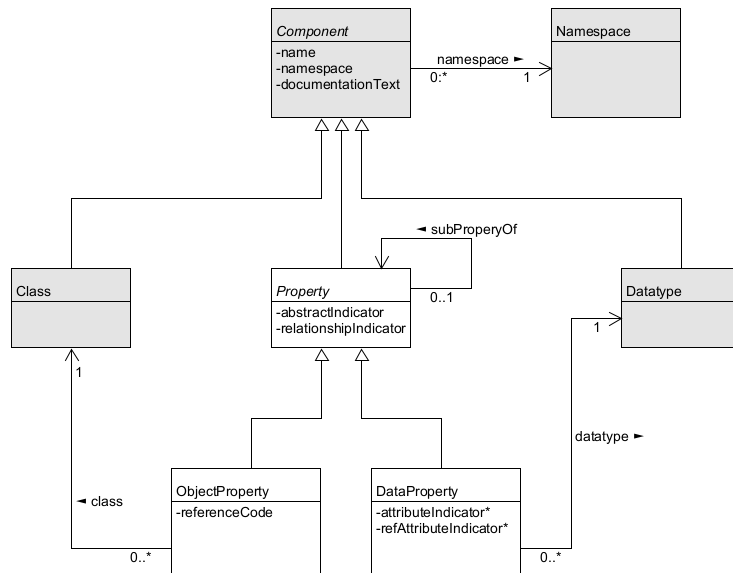 Component
-name
-namespace
-documentationText
namespace ►
0:*
1
Namespace
◄ subProperyOf
Class
Property
-abstractIndicator
-relationshipIndicator
0..1
Datatype
1
1
datatype ►
◄ class
ObjectProperty
-referenceCode
DataProperty
-attributeIndicator*
-refAttributeIndicator*
0..*
0..*